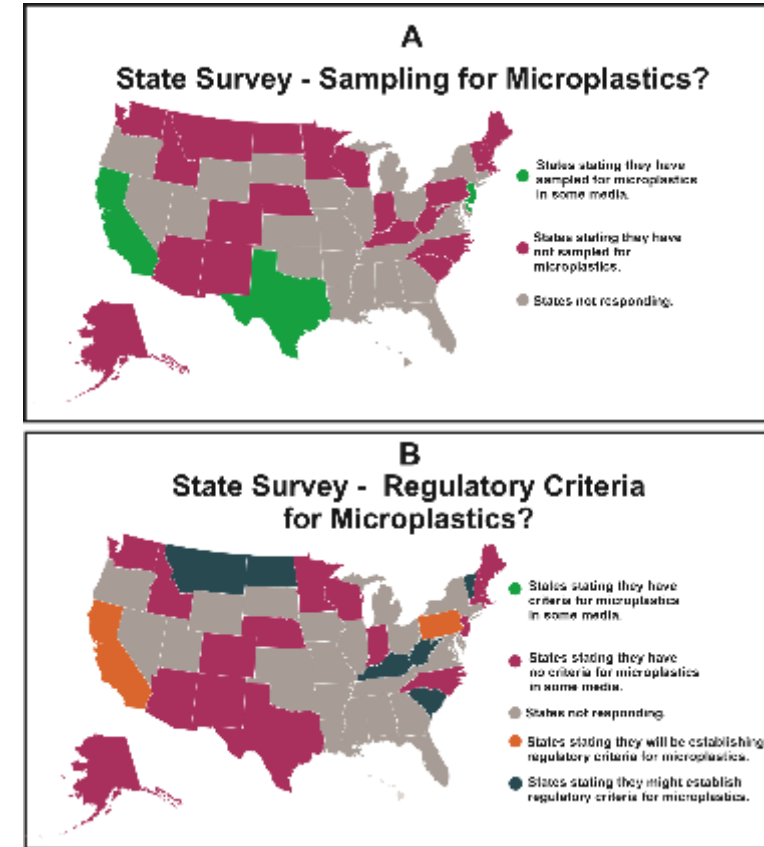 A
State Survey - Sampling for Microplastics?
States stating they have
sampled for microplastics
in some media.
States stating they have
not sampled for
microplastics.
States not responding.
B
State Survey - Regulatory Criteria
for Microplastics?
States stating they have
criteria for microplastics
in some media.
States stating they have
no criteria for microplastics
in some media.
States not responding.
States stating they will be establishing
regulatory criteria for microplastics.
States stating they might establish
regulatory criteria for microplastics.